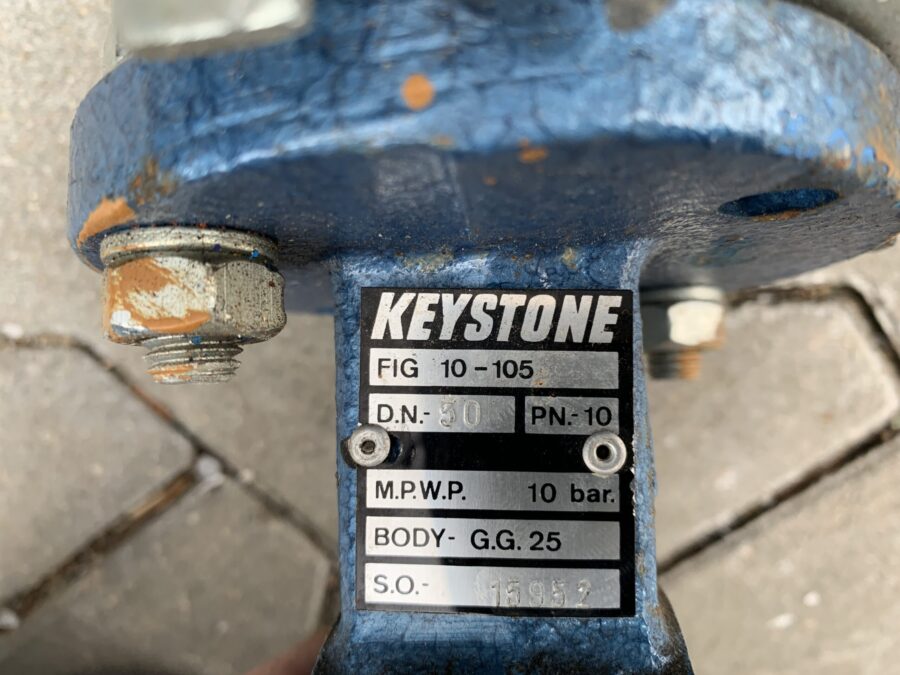 KEYSTONE
FIG 10-105
D.N.- 50 PN.- 10
M.P.W.P. 10 bar.
BODY- G.G. 25
S.O.- 15952